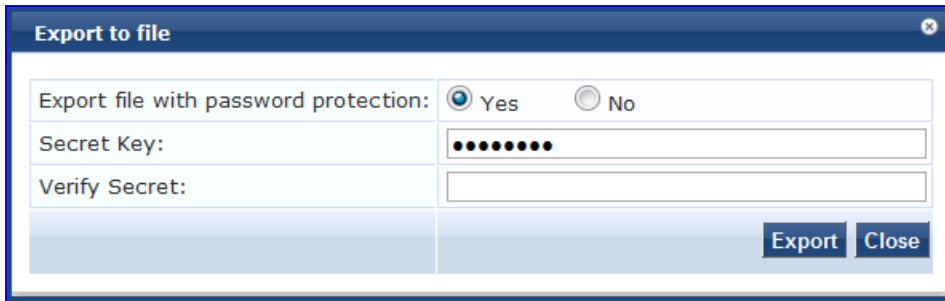 Export to file
Export file with password protection: Yes No
Secret Key: ••••••••
Verify Secret:
Export Close